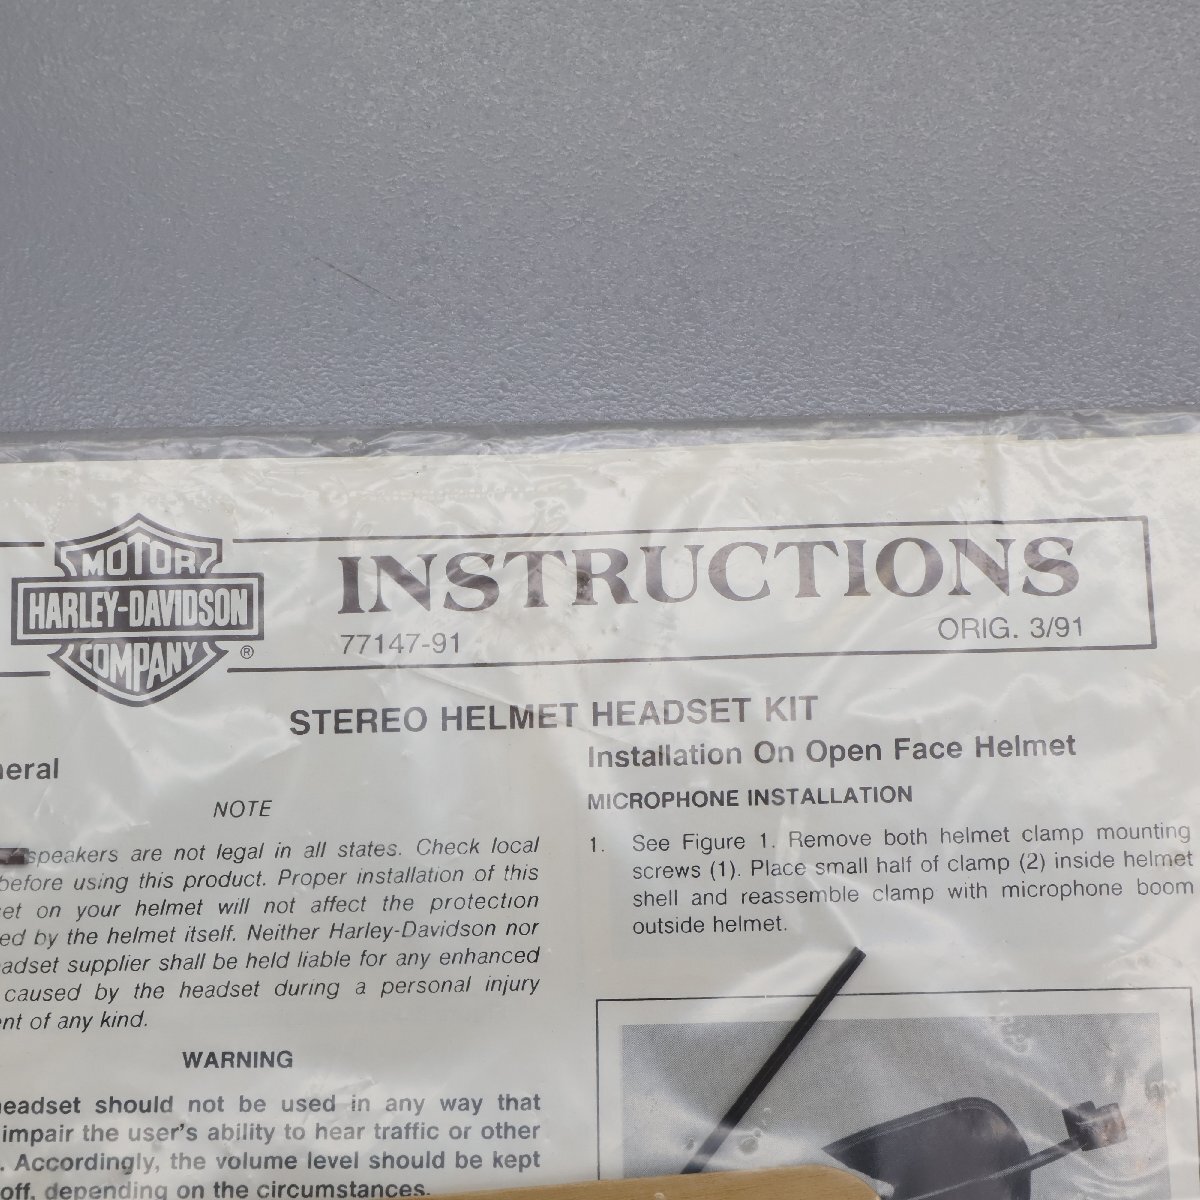 MOTOR
HARLEY-DAVIDSON
COMPANY
®
INSTRUCTIONS
77147-91
ORIG. 3/91
STEREO HELMET HEADSET KIT
neral
NOTE
speakers are not legal in all states. Check local
before using this product. Proper installation of this
et on your helmet will not affect the protection
ed by the helmet itself. Neither Harley-Davidson nor
adset supplier shall be held liable for any enhanced
caused by the headset during a personal injury
nt of any kind.
WARNING
eadset should not be used in any way that
impair the user's ability to hear traffic or other
. Accordingly, the volume level should be kept
off, depending on the circumstances.
Installation On Open Face Helmet
MICROPHONE INSTALLATION
1. See Figure 1. Remove both helmet clamp mounting
screws (1). Place small half of clamp (2) inside helmet
shell and reassemble clamp with microphone boom
outside helmet.